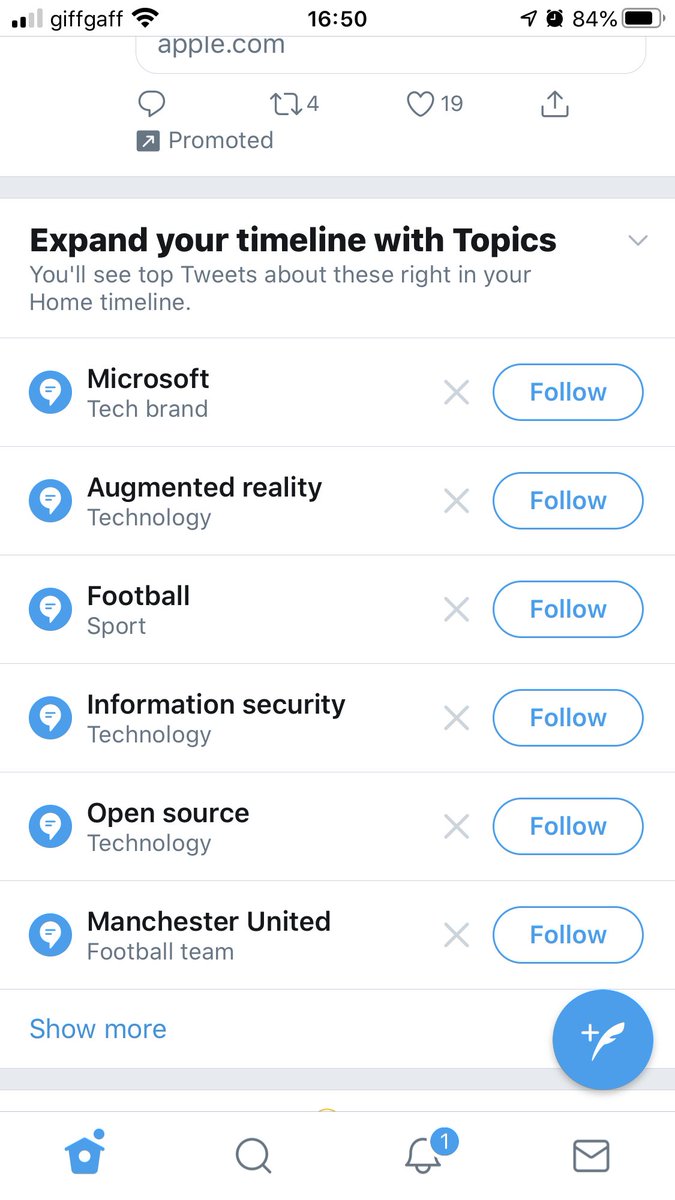 giffgaff 16:50 84%
apple.com
4 19
Promoted
Expand your timeline with Topics
You'll see top Tweets about these right in your
Home timeline.
Microsoft
Tech brand
Follow
Augmented reality
Technology
Follow
Football
Sport
Follow
Information security
Technology
Follow
Open source
Technology
Follow
Manchester United
Football team
Follow
Show more
1